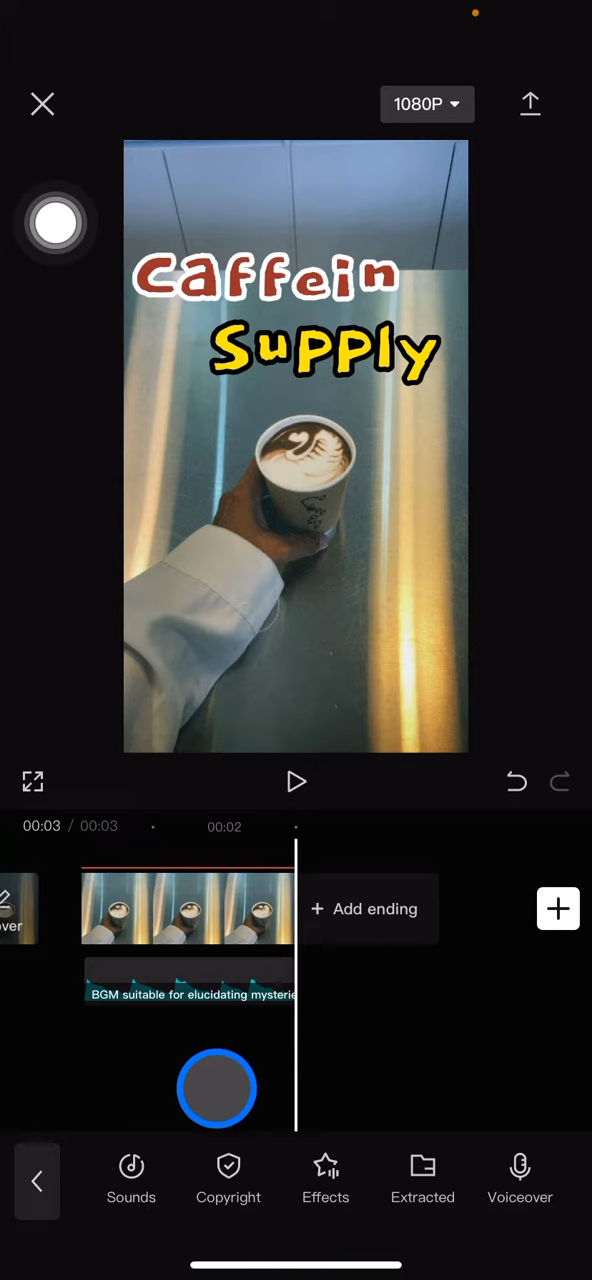 1080P
Caffein
Supply
00:03 / 00:03
00:02
over
+ Add ending
BGM suitable for elucidating mysterie
Sounds
Copyright
Effects
Extracted
Voiceover